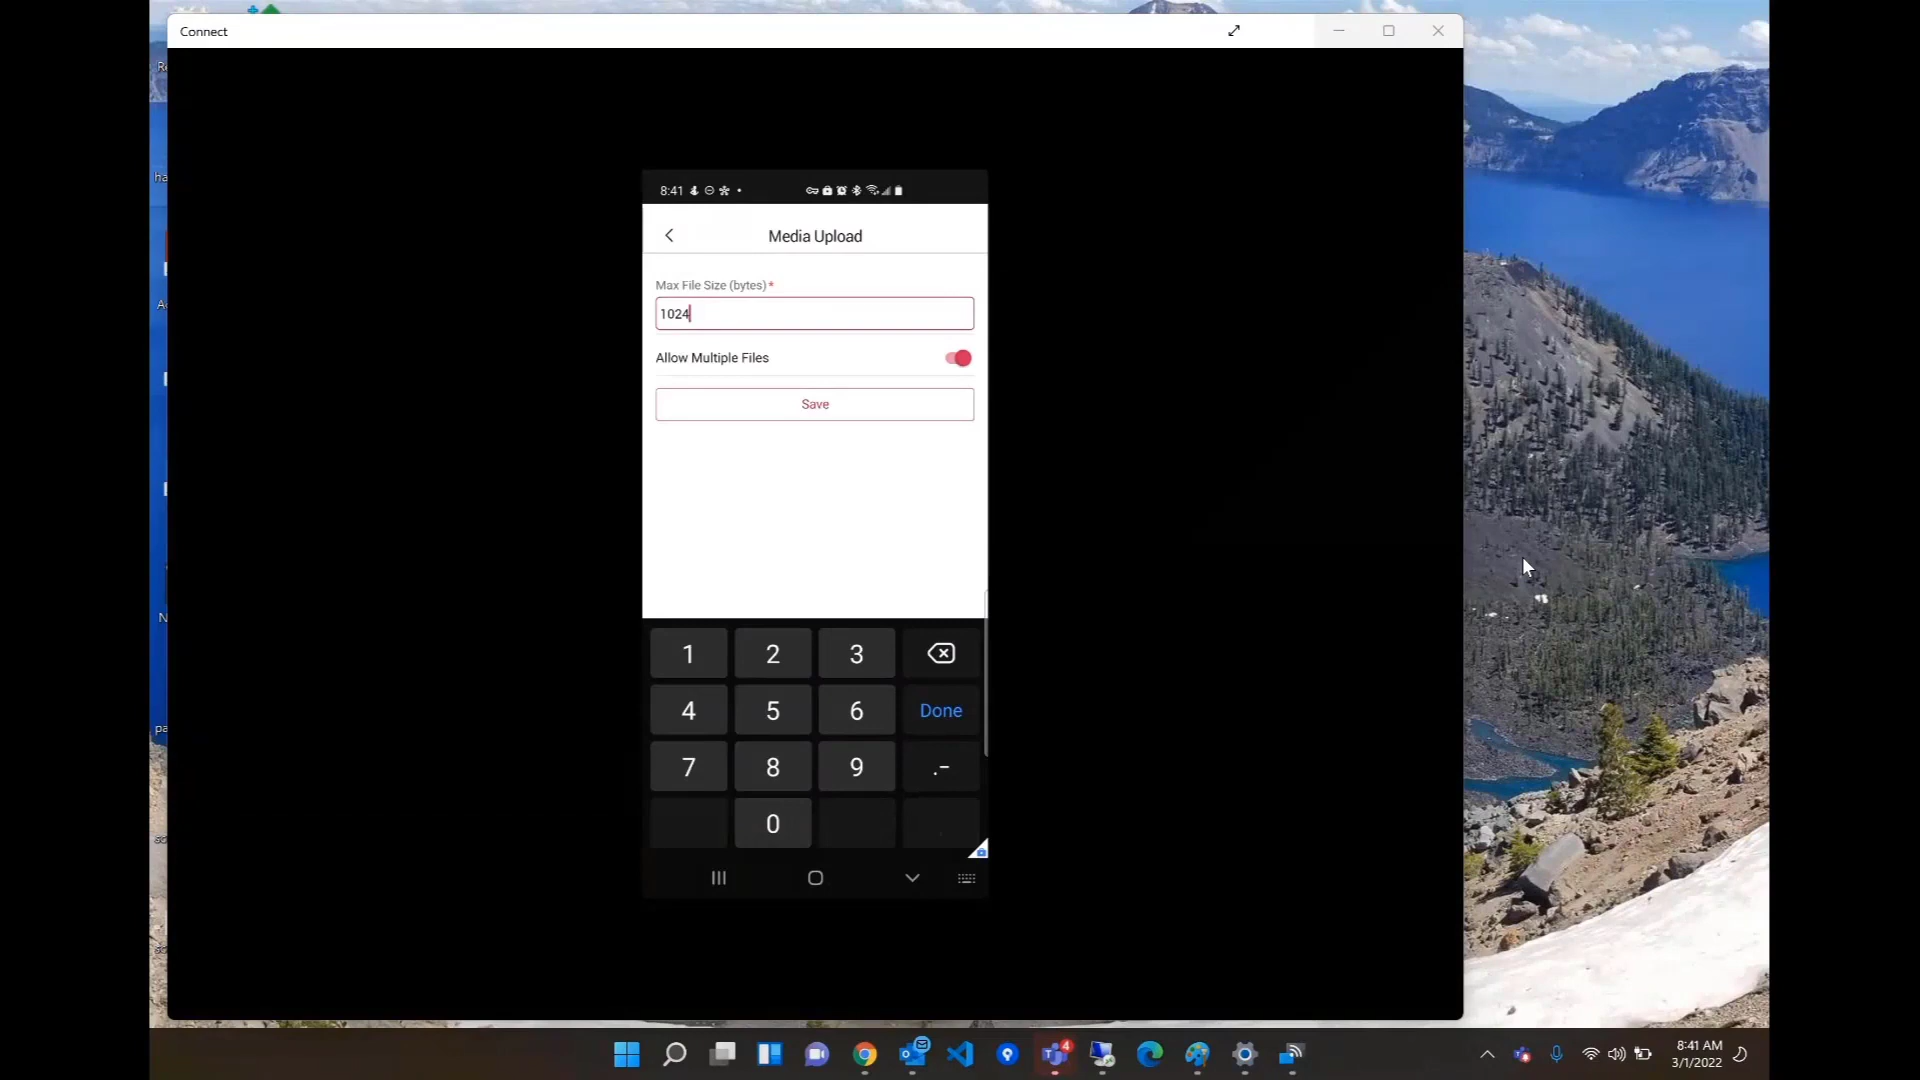 Connect
8:41
Media Upload
Max File Size (bytes) *
1024
Allow Multiple Files
Save
1 2 3
4 5 6 Done
7 8 9 .-
0
4
8:41 AM
3/1/2022